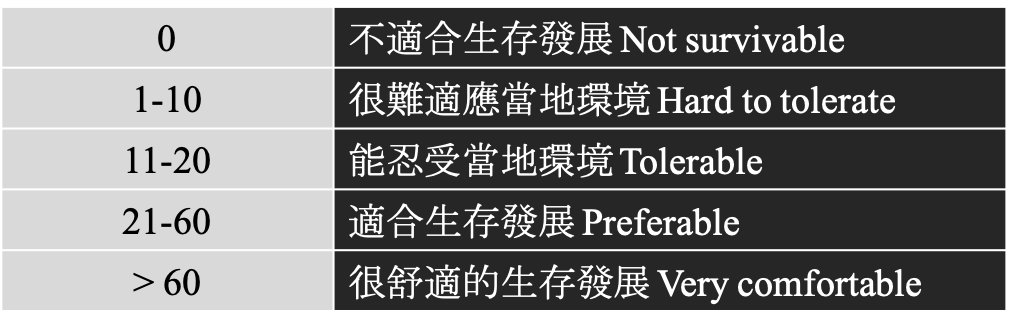 0 不適合生存發展 Not survivable
1-10 很難適應當地環境 Hard to tolerate
11-20 能忍受當地環境 Tolerable
21-60 適合生存發展 Preferable
> 60 很舒適的生存發展 Very comfortable